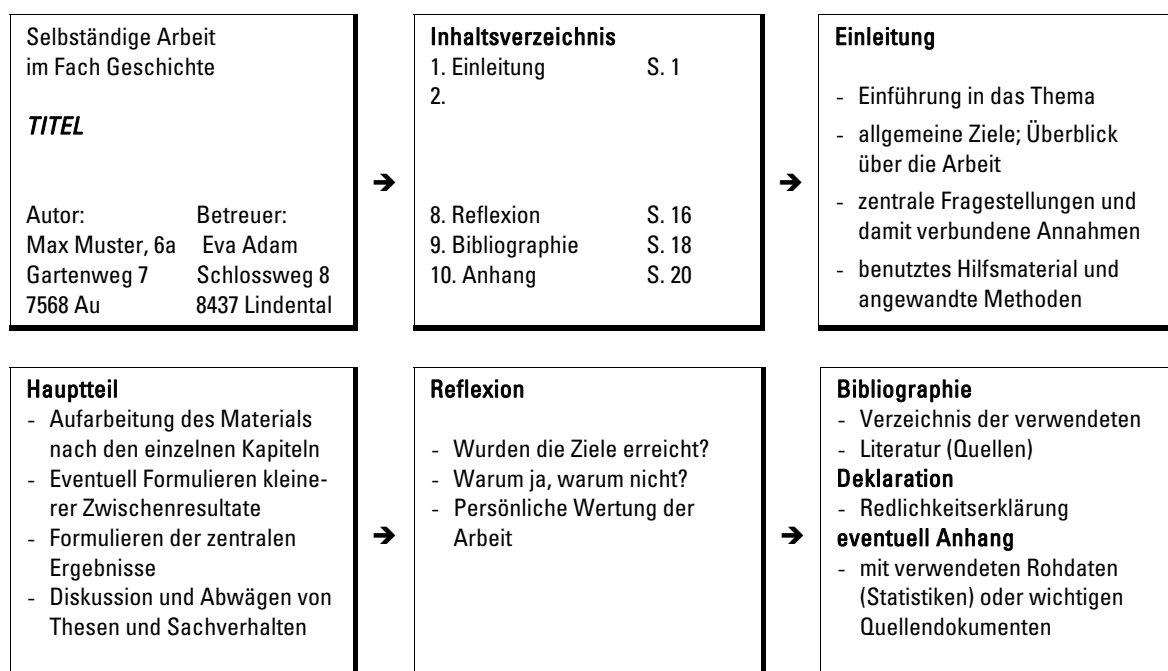 Selbständige Arbeit
im Fach Geschichte
TITEL
Autor: Betreuer:
Max Muster, 6a Eva Adam
Gartenweg 7 Schlossweg 8
7568 Au 8437 Lindental
Inhaltsverzeichnis
1. Einleitung S. 1
2.
8. Reflexion S. 16
9. Bibliographie S. 18
10. Anhang S. 20
Einleitung
- Einführung in das Thema
- allgemeine Ziele; Überblick
über die Arbeit
- zentrale Fragestellungen und
damit verbundene Annahmen
- benutztes Hilfsmaterial und
angewandte Methoden
Hauptteil
- Aufarbeitung des Materials
nach den einzelnen Kapiteln
- Eventuell Formulieren kleine-
rer Zwischenresultate
- Formulieren der zentralen
Ergebnisse
- Diskussion und Abwägen von
Thesen und Sachverhalten
Reflexion
- Wurden die Ziele erreicht?
- Warum ja, warum nicht?
- Persönliche Wertung der
Arbeit
Bibliographie
- Verzeichnis der verwendeten
- Literatur (Quellen)
Deklaration
- Redlichkeitserklärung
eventuell Anhang
- mit verwendeten Rohdaten
(Statistiken) oder wichtigen
Quellendokumenten